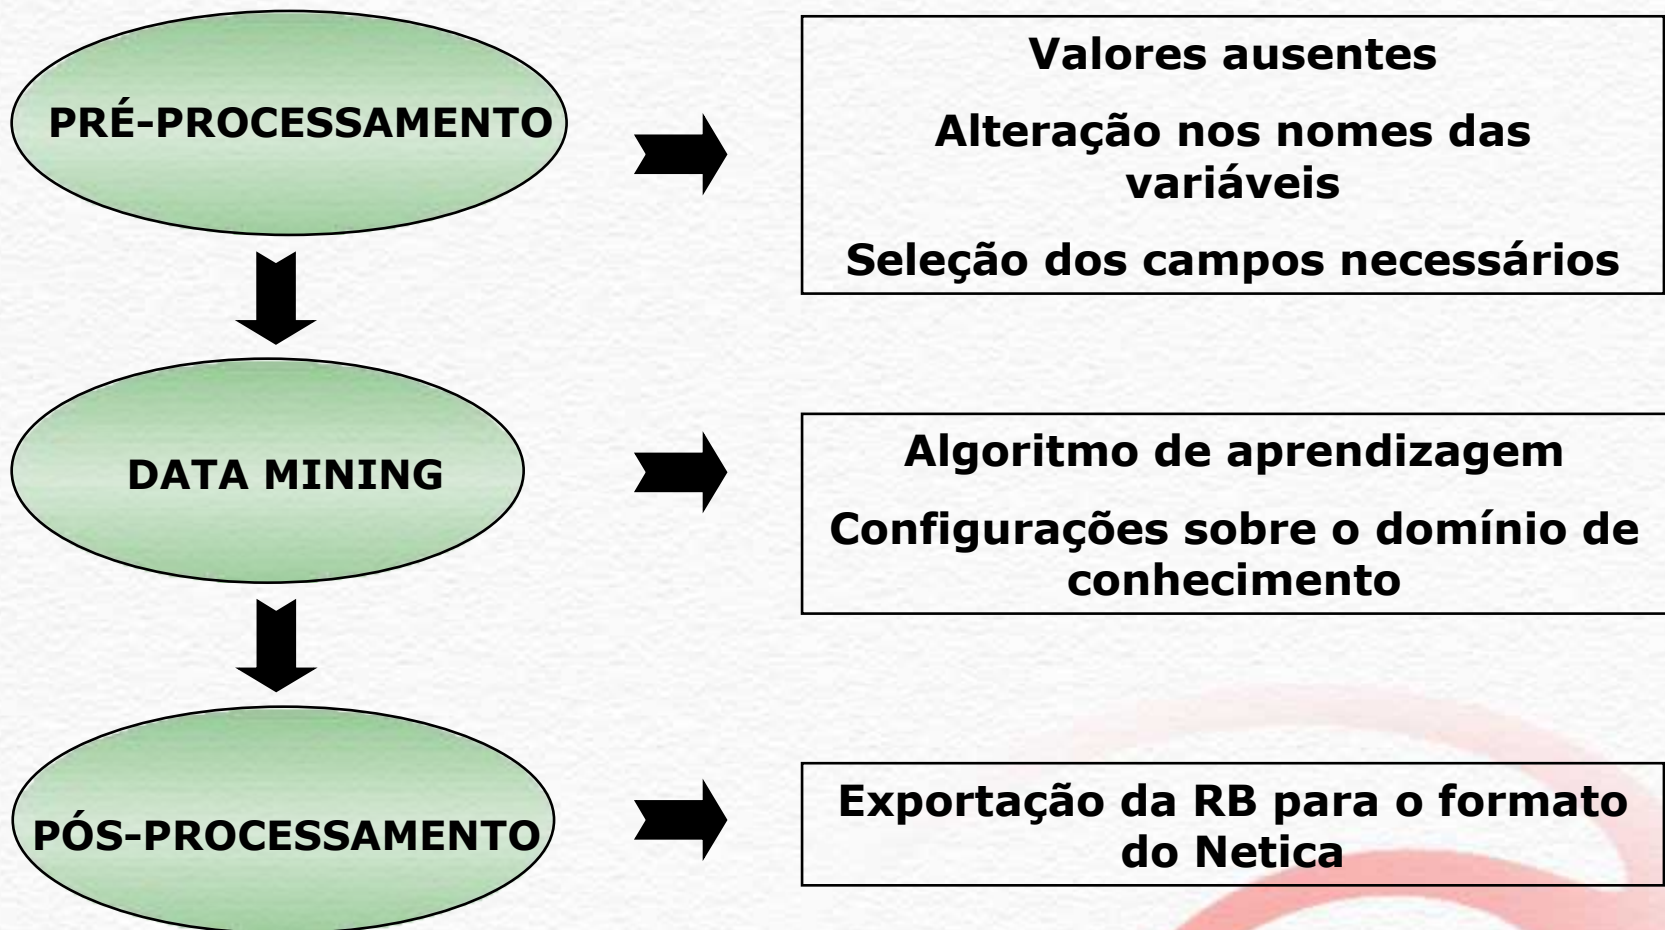 PRÉ-PROCESSAMENTO
Valores ausentes
Alteração nos nomes das
variáveis
Seleção dos campos necessários
DATA MINING
Algoritmo de aprendizagem
Configurações sobre o domínio de
conhecimento
PÓS-PROCESSAMENTO
Exportação da RB para o formato
do Netica